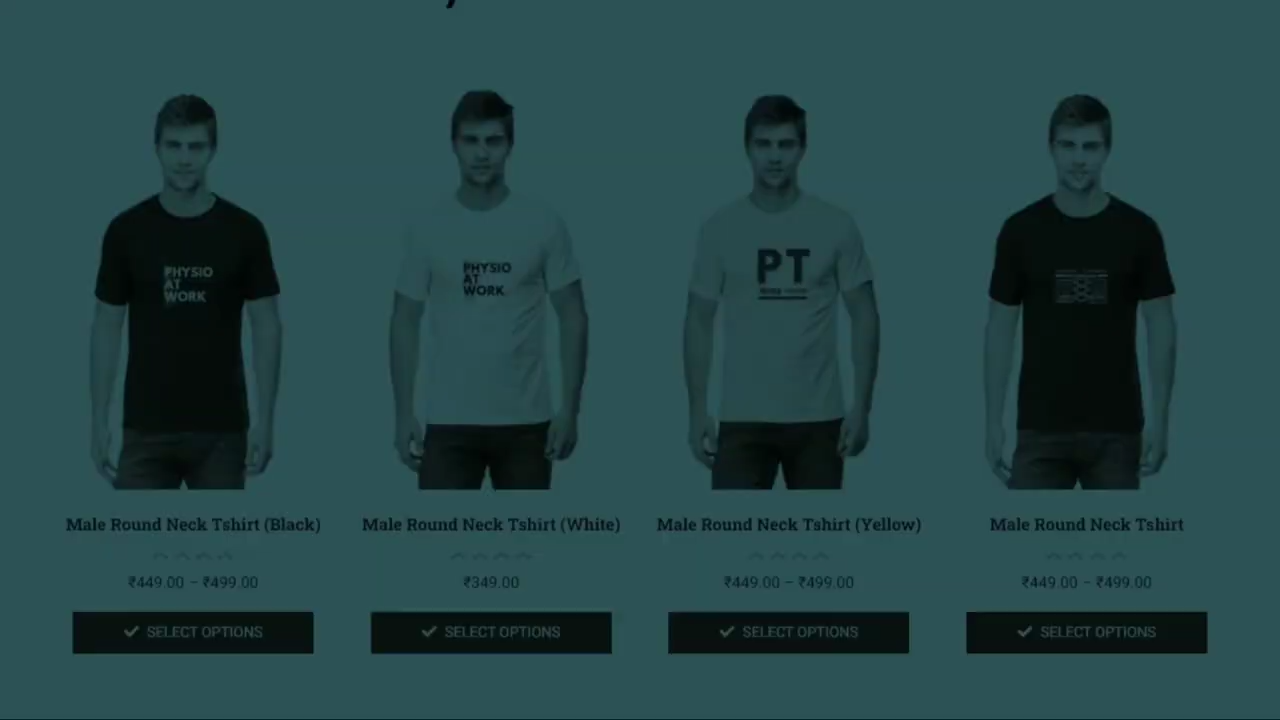 PHYSIO
AT
WORK
PHYSIO
AT
WORK
PT
Male Round Neck Tshirt (Black)
Male Round Neck Tshirt (White)
Male Round Neck Tshirt (Yellow)
Male Round Neck Tshirt
₹449.00 – ₹499.00
₹349.00
₹449.00 – ₹499.00
₹449.00 – ₹499.00
SELECT OPTIONS
SELECT OPTIONS
SELECT OPTIONS
SELECT OPTIONS